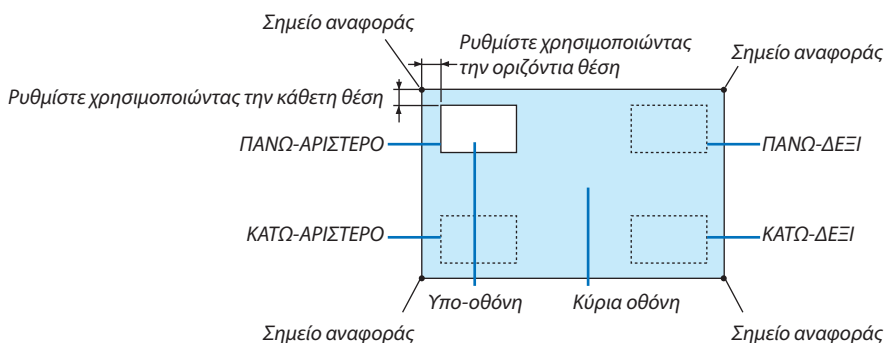 Σημείο αναφοράς
Ρυθμίστε χρησιμοποιώντας
την οριζόντια θέση
Σημείο αναφοράς
Ρυθμίστε χρησιμοποιώντας την κάθετη θέση
ΠΑΝΩ-ΑΡΙΣΤΕΡΟ
ΠΑΝΩ-ΔΕΞΙ
ΚΑΤΩ-ΑΡΙΣΤΕΡΟ
ΚΑΤΩ-ΔΕΞΙ
Υπο-οθόνη
Κύρια οθόνη
Σημείο αναφοράς
Σημείο αναφοράς